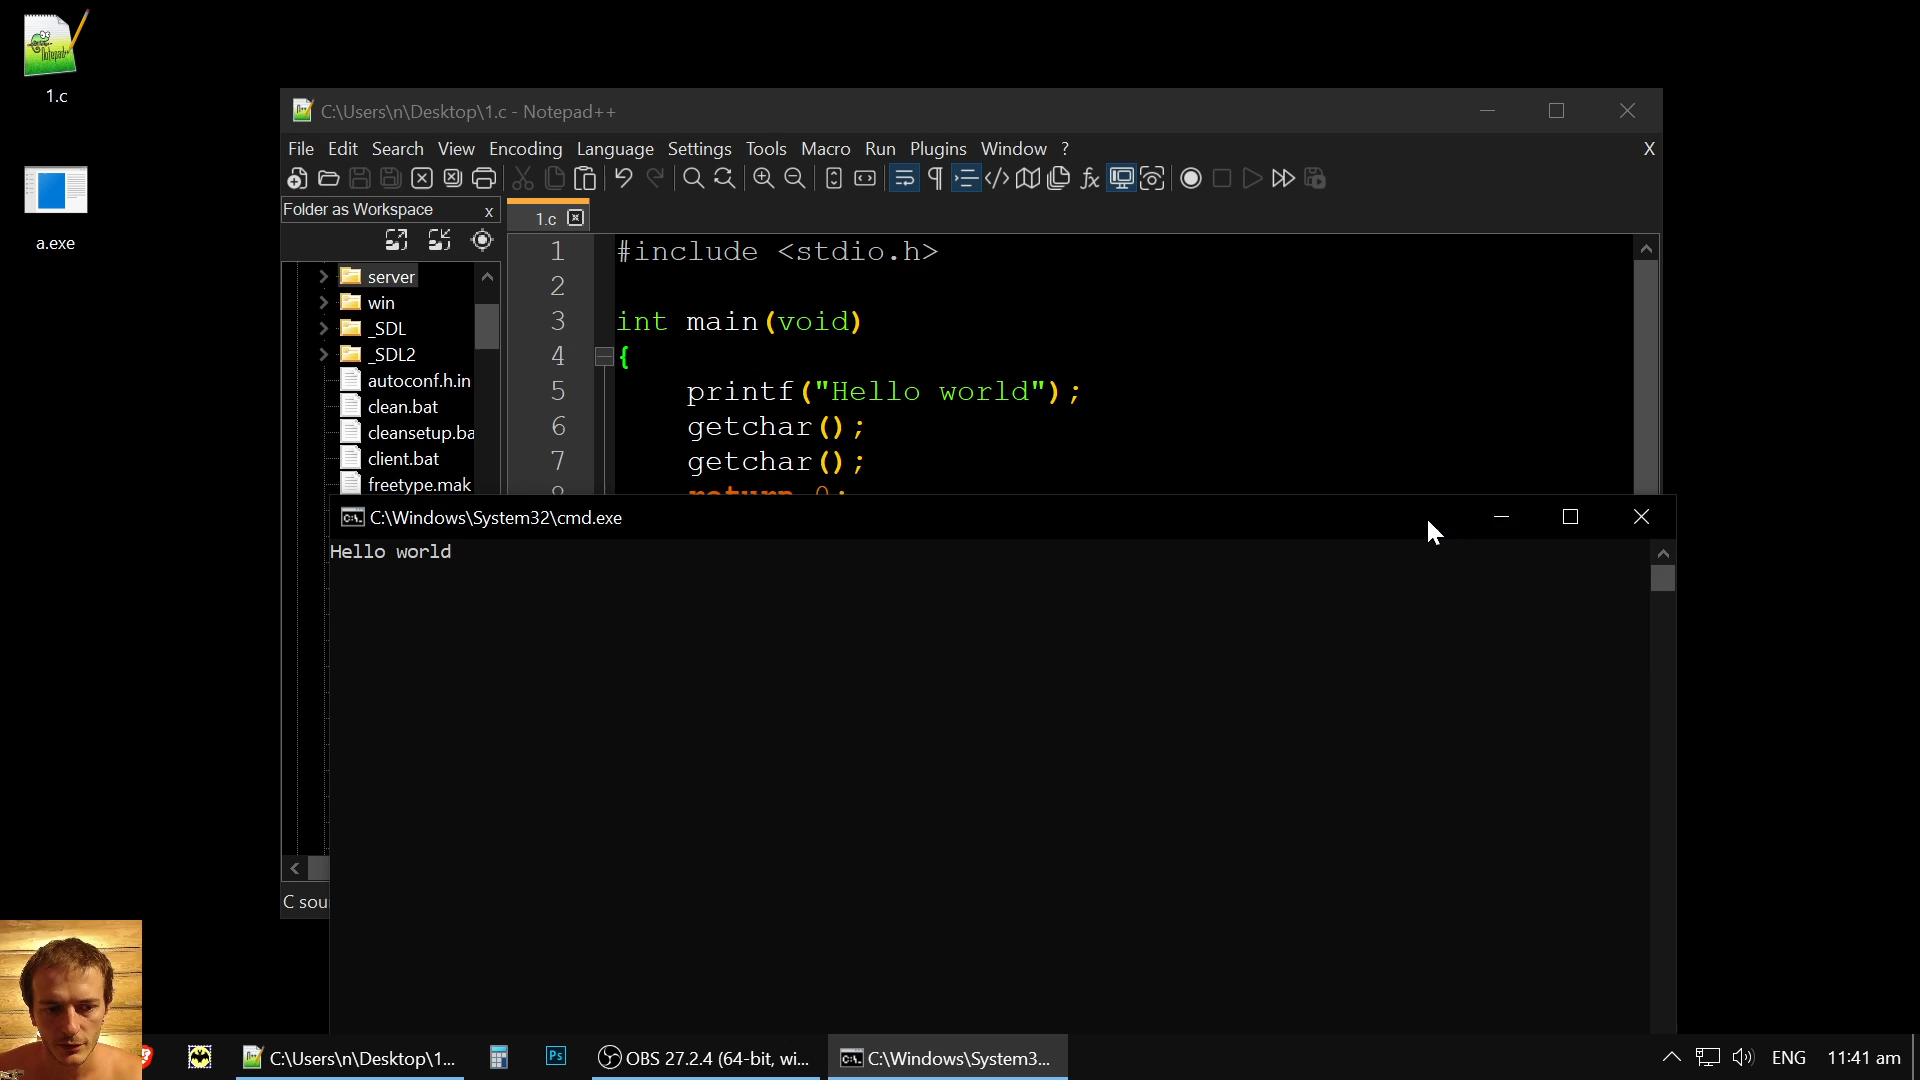 1.c
a.exe
C:\Users\n\Desktop\1.c - Notepad++
File Edit Search View Encoding Language Settings Tools Macro Run Plugins Window ? X
Folder as Workspace x
1.c
server
win
_SDL
_SDL2
autoconf.h.in
clean.bat
cleansetup.ba
client.bat
freetype.mak
1 #include <stdio.h>
2
3 int main(void)
4 {
5 printf("Hello world");
6 getchar();
7 getchar();
8 return 0;
C:\Windows\System32\cmd.exe
Hello world
C sou
C:\Users\n\Desktop\1...
Ps
OBS 27.2.4 (64-bit, wi...
C:\Windows\System3...
ENG
11:41 am